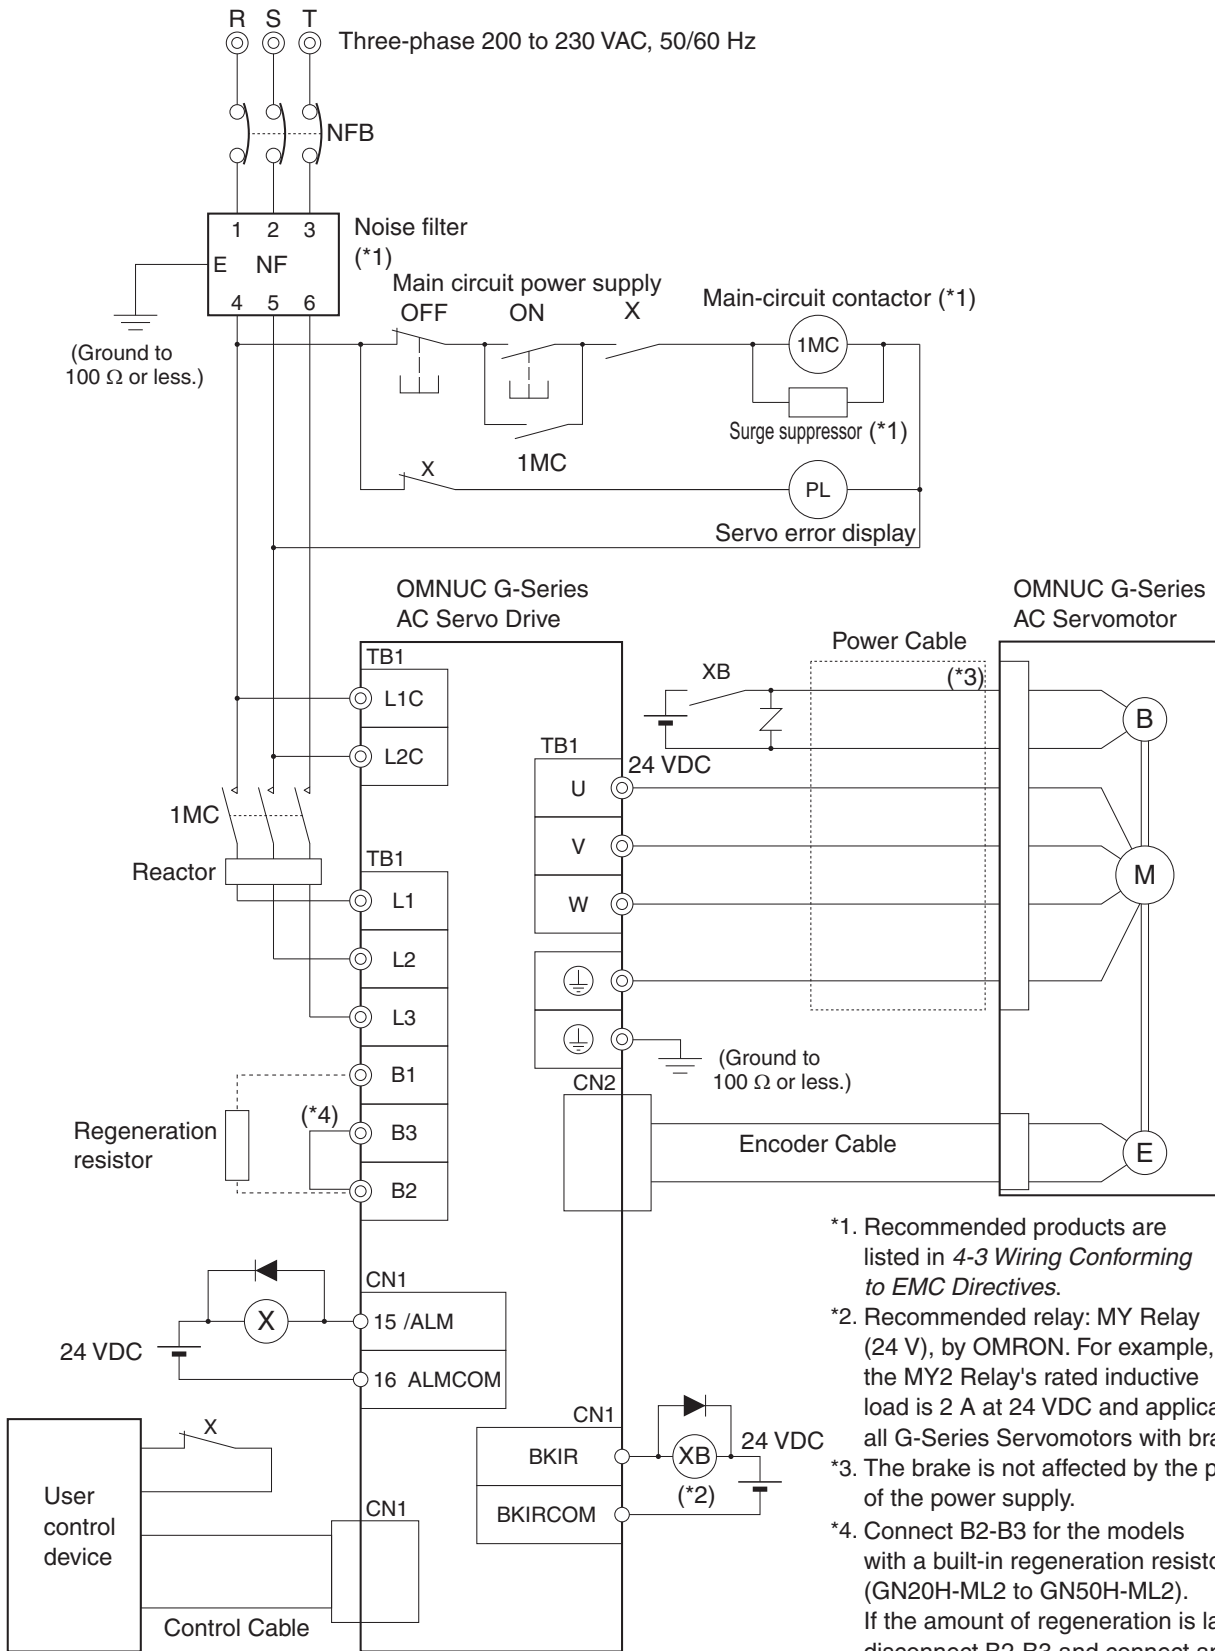 R S T
Three-phase 200 to 230 VAC, 50/60 Hz
NFB
1 2 3
Noise filter
(*1)
E NF
4 5 6
(Ground to
100 Ω or less.)
Main circuit power supply
OFF ON X
Main-circuit contactor (*1)
1MC
Surge suppressor (*1)
1MC
X
PL
Servo error display
OMNUC G-Series
AC Servo Drive
OMNUC G-Series
AC Servomotor
TB1
L1C
L2C
Power Cable
(*3)
XB
24 VDC
B
TB1
U
V
W
M
1MC
Reactor
TB1
L1
L2
L3
B1
B3
B2
(*4)
Regeneration
resistor
(Ground to
100 Ω or less.)
CN2
Encoder Cable
E
CN1
15 /ALM
16 ALMCOM
X
24 VDC
CN1
BKIR
BKIRCOM
XB
(*2)
24 VDC
X
User
control
device
CN1
Control Cable
*1. Recommended products are
listed in 4-3 Wiring Conforming
to EMC Directives.
*2. Recommended relay: MY Relay
(24 V), by OMRON. For example,
the MY2 Relay's rated inductive
load is 2 A at 24 VDC and
all G-Series Servomotors with
*3. The brake is not affected by the
of the power supply.
*4. Connect B2-B3 for the models
with a built-in regeneration
(GN20H-ML2 to GN50H-ML2).
If the amount of regeneration is
disconnect B2-B3 and connect